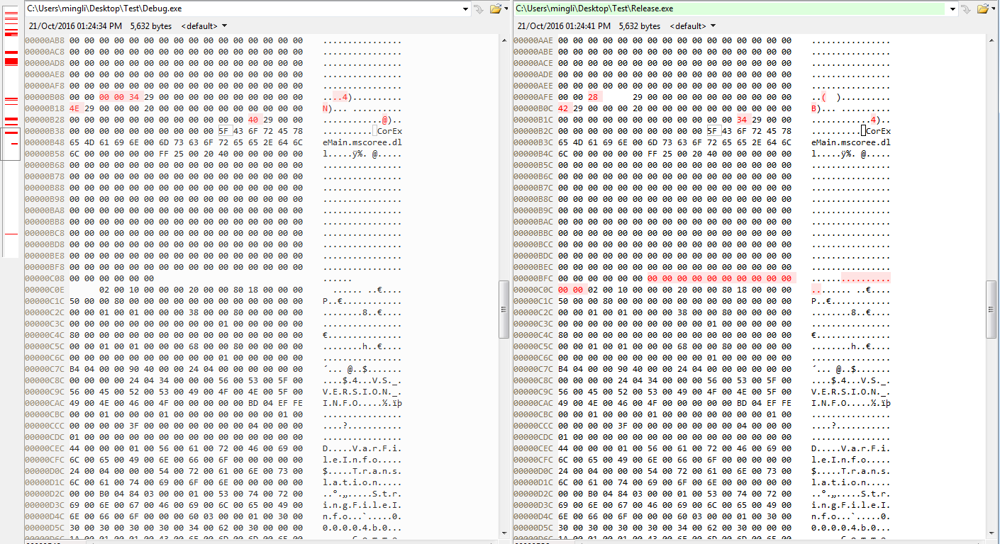 C:\Users\mingli\Desktop\Test\Debug.exe
21/Oct/2016 01:24:34 PM 5,632 bytes <default>
00000AB8 00 00 00 00 00 00 00 00 00 00 00 00 00 00 00 00 ................
00000AC8 00 00 00 00 00 00 00 00 00 00 00 00 00 00 00 00 ................
00000AD8 00 00 00 00 00 00 00 00 00 00 00 00 00 00 00 00 ................
00000AE8 00 00 00 00 00 00 00 00 00 00 00 00 00 00 00 00 ................
00000AF8 00 00 00 00 00 00 00 00 00 00 00 00 00 00 00 00 ................
00000B08 00 00 00 00 34 29 00 00 00 00 00 00 00 00 00 00 ....4)..........
00000B18 4E 29 00 00 00 20 00 00 00 00 00 00 00 00 00 00 N)... ..........
00000B28 00 00 00 00 00 00 00 00 00 00 00 00 40 29 00 00 ............@)..
00000B38 00 00 00 00 00 00 00 00 00 00 5F 43 6F 72 45 78 .........._CorEx
00000B48 65 4D 61 69 6E 00 6D 73 63 6F 72 65 65 2E 64 6C eMain.mscoree.dl
00000B58 6C 00 00 00 00 00 FF 25 00 20 40 00 00 00 00 00 l.....ÿ%. @.....
00000B68 00 00 00 00 00 00 00 00 00 00 00 00 00 00 00 00 ................
00000B78 00 00 00 00 00 00 00 00 00 00 00 00 00 00 00 00 ................
00000B88 00 00 00 00 00 00 00 00 00 00 00 00 00 00 00 00 ................
00000B98 00 00 00 00 00 00 00 00 00 00 00 00 00 00 00 00 ................
00000BA8 00 00 00 00 00 00 00 00 00 00 00 00 00 00 00 00 ................
00000BB8 00 00 00 00 00 00 00 00 00 00 00 00 00 00 00 00 ................
00000BC8 00 00 00 00 00 00 00 00 00 00 00 00 00 00 00 00 ................
00000BD8 00 00 00 00 00 00 00 00 00 00 00 00 00 00 00 00 ................
00000BE8 00 00 00 00 00 00 00 00 00 00 00 00 00 00 00 00 ................
00000BF8 00 00 00 00 00 00 00 00 00 00 00 00 00 00 00 00 ................
00000C08 00 00 00 00 00 00 ......
00000C0E 02 00 10 00 00 00 20 00 00 80 18 00 00 00 ...... ..€....
00000C1C 50 00 00 80 00 00 00 00 00 00 00 00 00 00 00 00 P..€............
00000C2C 00 00 01 00 01 00 00 00 38 00 00 80 00 00 00 00 ........8..€....
00000C3C 00 00 00 00 00 00 00 00 00 00 01 00 00 00 00 00 ................
00000C4C 80 00 00 00 00 00 00 00 00 00 00 00 00 00 00 00 €...............
00000C5C 00 00 01 00 01 00 00 00 68 00 00 80 00 00 00 00 ........h..€....
00000C6C 00 00 00 00 00 00 00 00 00 00 01 00 00 00 00 00 ................
00000C7C B4 04 00 00 90 40 00 00 24 04 00 00 00 00 00 00 ´... @..$.......
00000C8C 00 00 00 00 24 04 34 00 00 00 56 00 53 00 5F 00 ....$.4...V.S._.
00000C9C 56 00 45 00 52 00 53 00 49 00 4F 00 4E 00 5F 00 V.E.R.S.I.O.N._.
00000CAC 49 00 4E 00 46 00 4F 00 00 00 00 00 BD 04 EF FE I.N.F.O.....½.ïþ
00000CBC 00 00 01 00 00 00 01 00 00 00 00 00 00 00 01 00 ................
00000CCC 00 00 00 00 3F 00 00 00 00 00 00 00 04 00 00 00 ....?...........
00000CDC 01 00 00 00 00 00 00 00 00 00 00 00 00 00 00 00 ................
00000CEC 44 00 00 00 01 00 56 00 61 00 72 00 46 00 69 00 D.....V.a.r.F.i.
00000CFC 6C 00 65 00 49 00 6E 00 66 00 6F 00 00 00 00 00 l.e.I.n.f.o.....
00000D0C 24 00 04 00 00 00 54 00 72 00 61 00 6E 00 73 00 $.....T.r.a.n.s.
00000D1C 6C 00 61 00 74 00 69 00 6F 00 6E 00 00 00 00 00 l.a.t.i.o.n.....
00000D2C 00 00 B0 04 84 03 00 00 01 00 53 00 74 00 72 00 ..°.„.....S.t.r.
00000D3C 69 00 6E 00 67 00 46 00 69 00 6C 00 65 00 49 00 i.n.g.F.i.l.e.I.
00000D4C 6E 00 66 00 6F 00 00 00 60 03 00 00 01 00 30 00 n.f.o...`.....0.
00000D5C 30 00 30 00 30 00 30 00 34 00 62 00 30 00 00 00 0.0.0.0.4.b.0...
C:\Users\mingli\Desktop\Test\Release.exe
21/Oct/2016 01:24:41 PM 5,632 bytes <default>
00000AAE 00 00 00 00 00 00 00 00 00 00 00 00 00 00 00 00 ................
00000ABE 00 00 00 00 00 00 00 00 00 00 00 00 00 00 00 00 ................
00000ACE 00 00 00 00 00 00 00 00 00 00 00 00 00 00 00 00 ................
00000ADE 00 00 00 00 00 00 00 00 00 00 00 00 00 00 00 00 ................
00000AEE 00 00 00 00 00 00 00 00 00 00 00 00 00 00 00 00 ................
00000AFE 00 00 28 29 00 00 00 00 00 00 00 00 00 00 ..( )..........
00000B0C 42 29 00 00 00 20 00 00 00 00 00 00 00 00 00 00 B)... ..........
00000B1C 00 00 00 00 00 00 00 00 00 00 00 00 34 29 00 00 ............4)..
00000B2C 00 00 00 00 00 00 00 00 00 00 5F 43 6F 72 45 78 .........._CorEx
00000B3C 65 4D 61 69 6E 00 6D 73 63 6F 72 65 65 2E 64 6C eMain.mscoree.dl
00000B4C 6C 00 00 00 00 00 FF 25 00 20 40 00 00 00 00 00 l.....ÿ%. @.....
00000B5C 00 00 00 00 00 00 00 00 00 00 00 00 00 00 00 00 ................
00000B6C 00 00 00 00 00 00 00 00 00 00 00 00 00 00 00 00 ................
00000B7C 00 00 00 00 00 00 00 00 00 00 00 00 00 00 00 00 ................
00000B8C 00 00 00 00 00 00 00 00 00 00 00 00 00 00 00 00 ................
00000B9C 00 00 00 00 00 00 00 00 00 00 00 00 00 00 00 00 ................
00000BAC 00 00 00 00 00 00 00 00 00 00 00 00 00 00 00 00 ................
00000BBC 00 00 00 00 00 00 00 00 00 00 00 00 00 00 00 00 ................
00000BCC 00 00 00 00 00 00 00 00 00 00 00 00 00 00 00 00 ................
00000BDC 00 00 00 00 00 00 00 00 00 00 00 00 00 00 00 00 ................
00000BEC 00 00 00 00 00 00 00 00 00 00 00 00 00 00 00 00 ................
00000BFC 00 00 00 00 00 00 00 00 00 00 00 00 00 00 00 00 ................
00000C0C 00 00 02 00 10 00 00 00 20 00 00 80 18 00 00 00 ........ ..€....
00000C1C 50 00 00 80 00 00 00 00 00 00 00 00 00 00 00 00 P..€............
00000C2C 00 00 01 00 01 00 00 00 38 00 00 80 00 00 00 00 ........8..€....
00000C3C 00 00 00 00 00 00 00 00 00 00 01 00 00 00 00 00 ................
00000C4C 80 00 00 00 00 00 00 00 00 00 00 00 00 00 00 00 €...............
00000C5C 00 00 01 00 01 00 00 00 68 00 00 80 00 00 00 00 ........h..€....
00000C6C 00 00 00 00 00 00 00 00 00 00 01 00 00 00 00 00 ................
00000C7C B4 04 00 00 90 40 00 00 24 04 00 00 00 00 00 00 ´... @..$.......
00000C8C 00 00 00 00 24 04 34 00 00 00 56 00 53 00 5F 00 ....$.4...V.S._.
00000C9C 56 00 45 00 52 00 53 00 49 00 4F 00 4E 00 5F 00 V.E.R.S.I.O.N._.
00000CAC 49 00 4E 00 46 00 4F 00 00 00 00 00 BD 04 EF FE I.N.F.O.....½.ïþ
00000CBC 00 00 01 00 00 00 01 00 00 00 00 00 00 00 01 00 ................
00000CCC 00 00 00 00 3F 00 00 00 00 00 00 00 04 00 00 00 ....?...........
00000CDC 01 00 00 00 00 00 00 00 00 00 00 00 00 00 00 00 ................
00000CEC 44 00 00 00 01 00 56 00 61 00 72 00 46 00 69 00 D.....V.a.r.F.i.
00000CFC 6C 00 65 00 49 00 6E 00 66 00 6F 00 00 00 00 00 l.e.I.n.f.o.....
00000D0C 24 00 04 00 00 00 54 00 72 00 61 00 6E 00 73 00 $.....T.r.a.n.s.
00000D1C 6C 00 61 00 74 00 69 00 6F 00 6E 00 00 00 00 00 l.a.t.i.o.n.....
00000D2C 00 00 B0 04 84 03 00 00 01 00 53 00 74 00 72 00 ..°.„.....S.t.r.
00000D3C 69 00 6E 00 67 00 46 00 69 00 6C 00 65 00 49 00 i.n.g.F.i.l.e.I.
00000D4C 6E 00 66 00 6F 00 00 00 60 03 00 00 01 00 30 00 n.f.o...`.....0.
00000D5C 30 00 30 00 30 00 30 00 34 00 62 00 30 00 00 00 0.0.0.0.4.b.0...